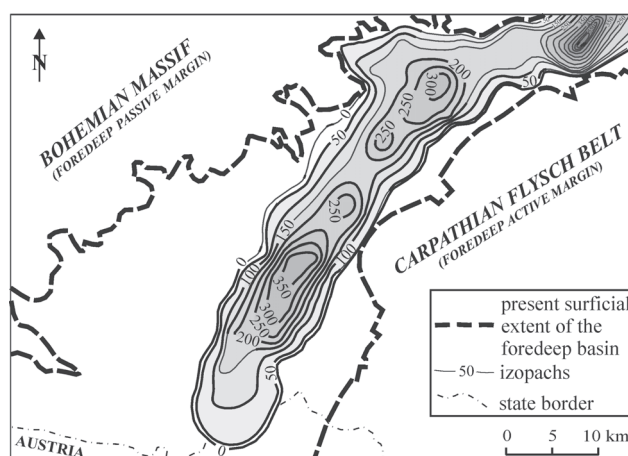 N
BOHEMIAN MASSIF
(FOREDEEP PASSIVE MARGIN)
0
50
200
300
250
50
250
CARPATHIAN FLYSCH BELT
(FOREDEEP ACTIVE MARGIN)
250
150
0
100
100
350
300
250
200
50
0
AUSTRIA
present surficial
extent of the
foredeep basin
50 izopachs
state border
0 5 10 km